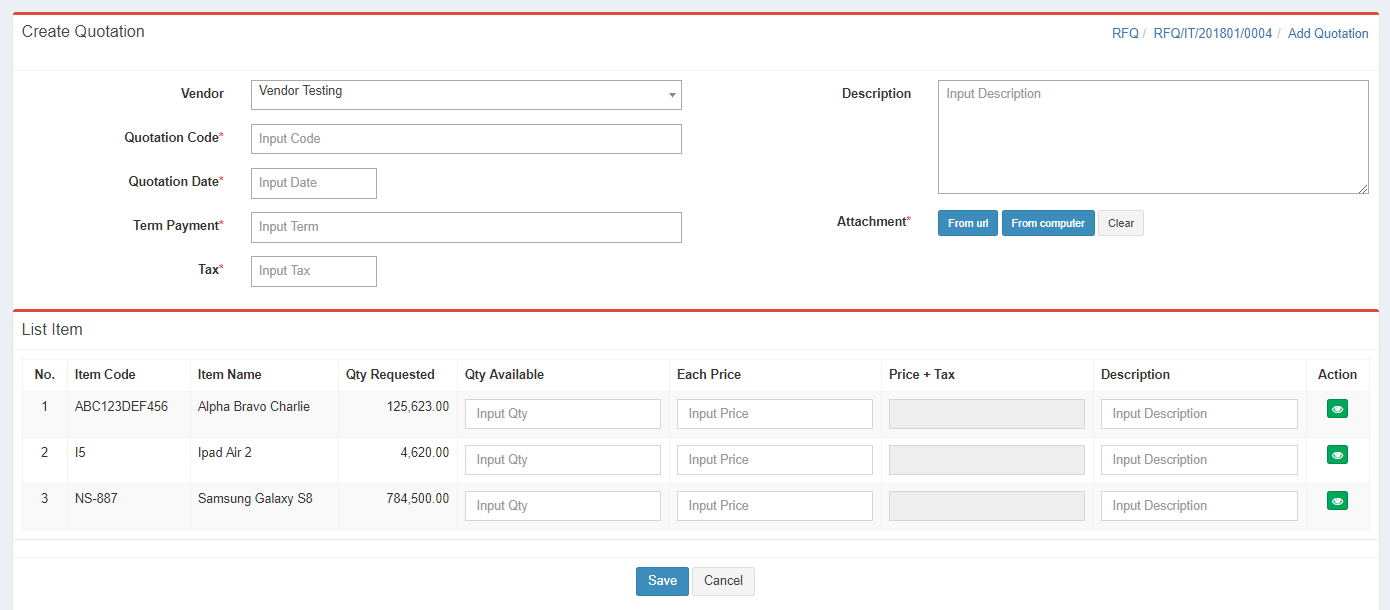 Create Quotation
RFQ / RFQ/IT/201801/0004 / Add Quotation
Vendor Vendor Testing
Quotation Code* Input Code
Quotation Date* Input Date
Term Payment* Input Term
Tax* Input Tax
Description Input Description
Attachment* From url From computer Clear
List Item
No. Item Code Item Name Qty Requested Qty Available Each Price Price + Tax Description Action
1 ABC123DEF456 Alpha Bravo Charlie 125,623.00 Input Qty Input Price Input Description
2 I5 Ipad Air 2 4,620.00 Input Qty Input Price Input Description
3 NS-887 Samsung Galaxy S8 784,500.00 Input Qty Input Price Input Description
Save Cancel